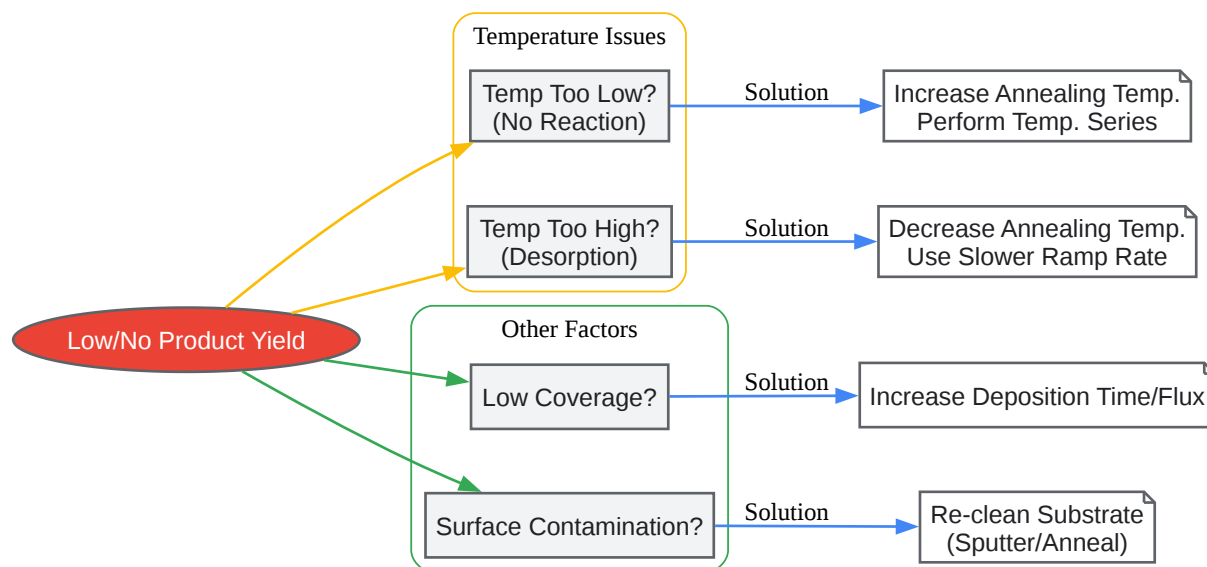 Temperature Issues
Temp Too Low?
(No Reaction)
Solution
Increase Annealing Temp.
Perform Temp. Series
Temp Too High?
(Desorption)
Solution
Decrease Annealing Temp.
Use Slower Ramp Rate
Low/No Product Yield
Other Factors
Low Coverage?
Solution
Increase Deposition Time/Flux
Surface Contamination?
Solution
Re-clean Substrate
(Sputter/Anneal)